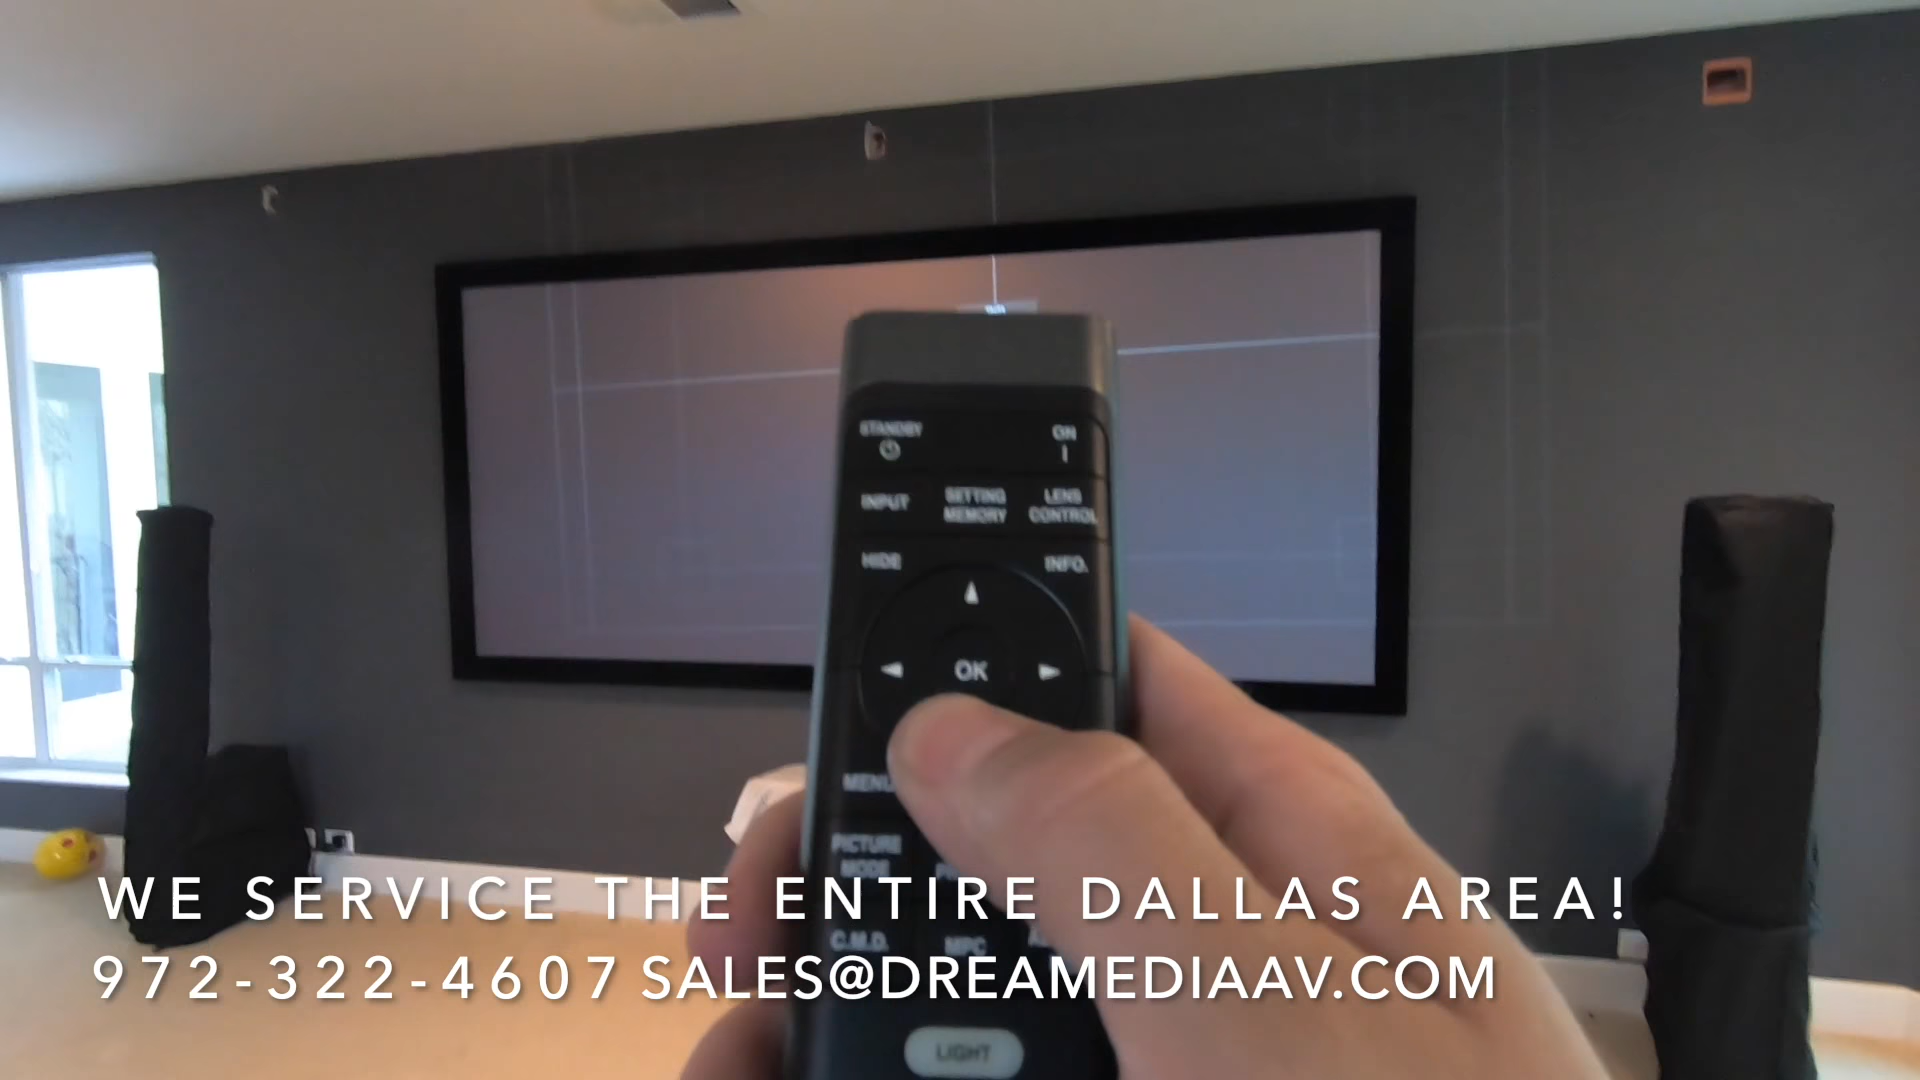 STANDBY
ON
INPUT
SETTING
MEMORY
LENS
CONTROL
HIDE
INFO.
OK
MENU
PICTURE
MODE
C.M.D.
MPC
LIGHT
WE SERVICE THE ENTIRE DALLAS AREA!
972-322-4607 SALES@DREAMEDIAAV.COM